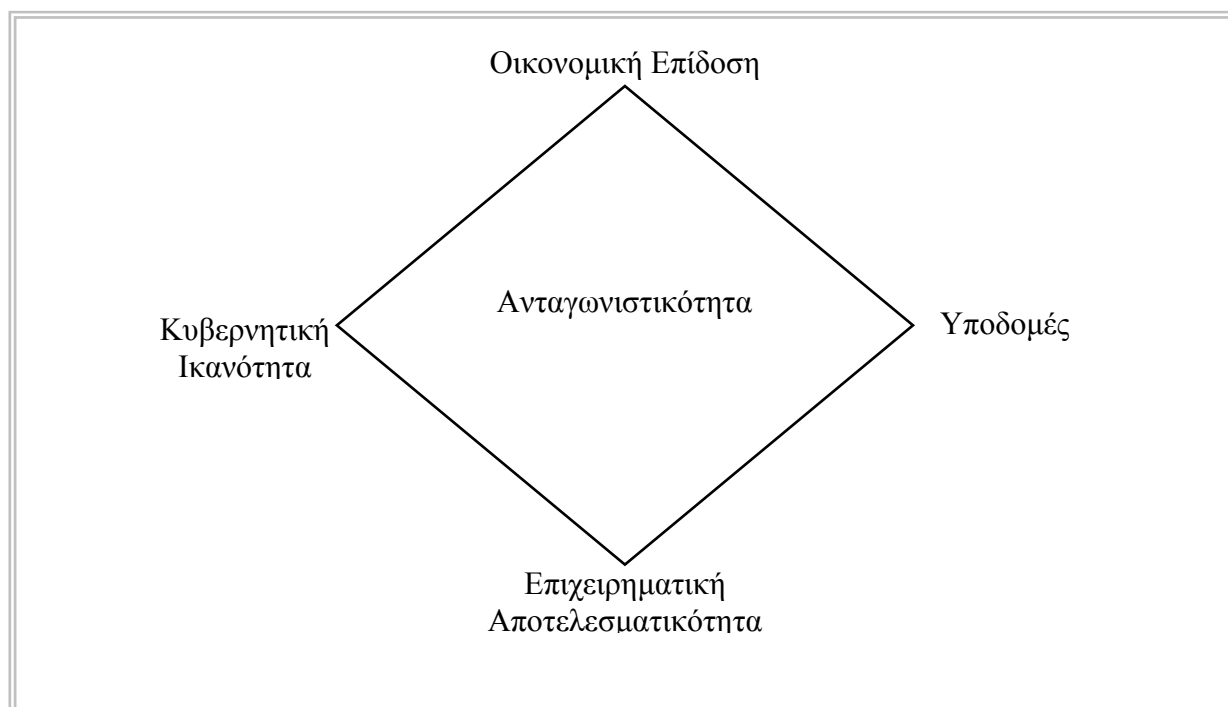 Οικονομική Επίδοση
Ανταγωνιστικότητα
Κυβερνητική
Ικανότητα
Υποδομές
Επιχειρηματική
Αποτελεσματικότητα